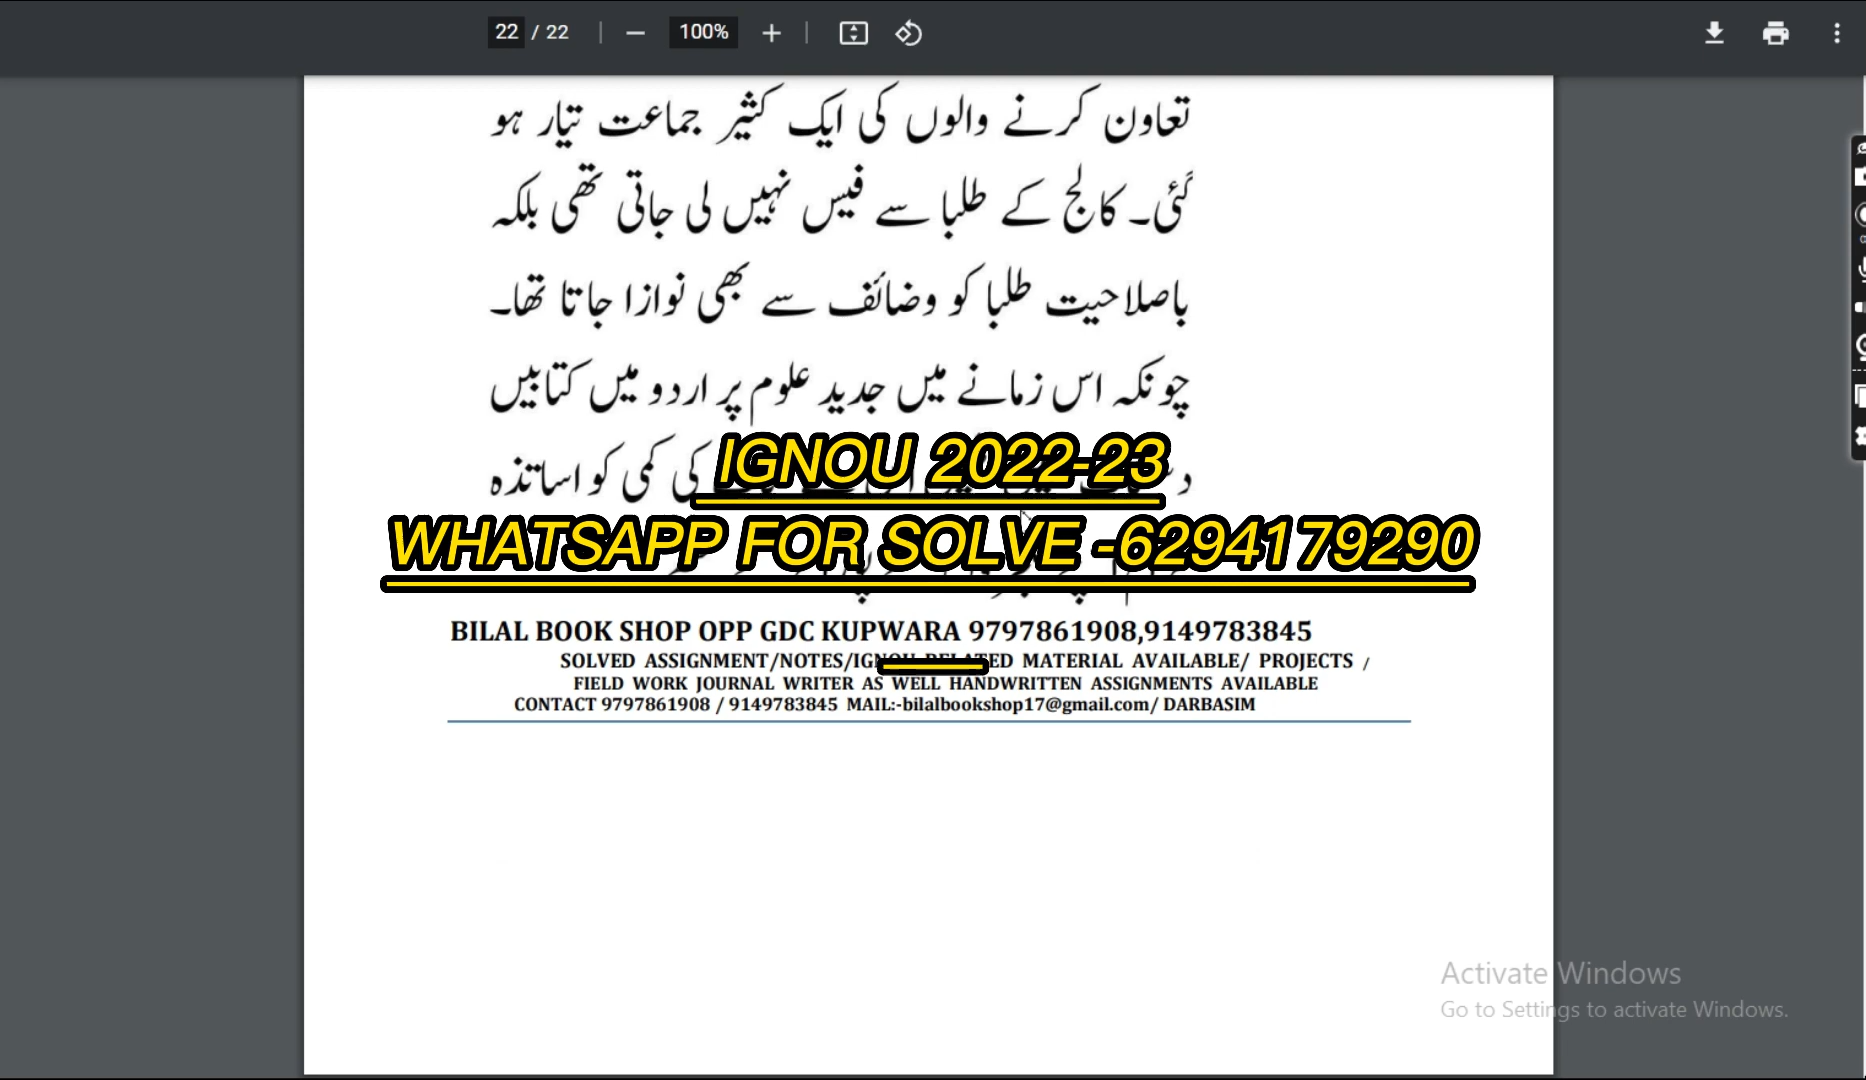 22 / 22
100%
تعاون کرنے والوں کی ایک کثیر جماعت تیار ہو
گئی۔ کالج کے طلبا سے فیس نہیں لی جاتی تھی بلکہ
باصلاحیت طلبا کو وضائف سے بھی نوازا جاتا تھا۔
چونکہ اس زمانے میں جدید علوم پر اردو میں کتابیں
کی کمی کو اساتذہ
IGNOU 2022-23
WHATSAPP FOR SOLVE -6294179290
BILAL BOOK SHOP OPP GDC KUPWARA 9797861908,9149783845
SOLVED ASSIGNMENT/NOTES/IGNOU RELATED MATERIAL AVAILABLE/ PROJECTS /
FIELD WORK JOURNAL WRITER AS WELL HANDWRITTEN ASSIGNMENTS AVAILABLE
CONTACT 9797861908 / 9149783845 MAIL:-bilalbookshop17@gmail.com/ DARBASIM
Activate Windows
Go to Settings to activate Windows.